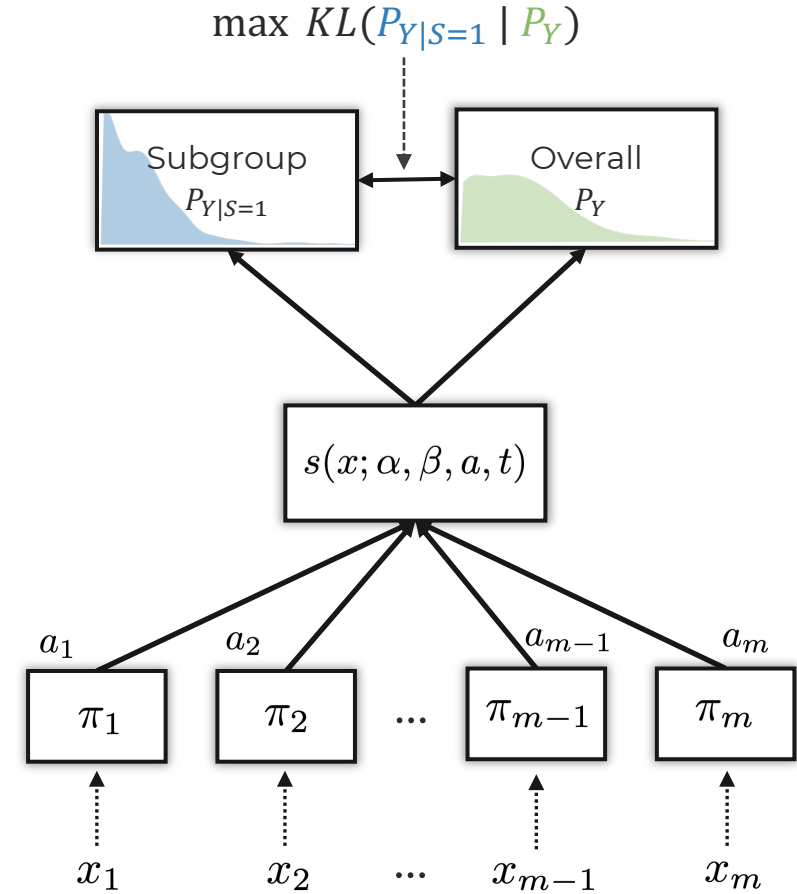 max KL(P_{Y|S=1} | P_Y)
Subgroup Overall
P_{Y|S=1} P_Y
s(x; α, β, a, t)
a_1 a_2 a_{m−1} a_m
π_1 π_2 ... π_{m−1} π_m
x_1 x_2 ... x_{m−1} x_m